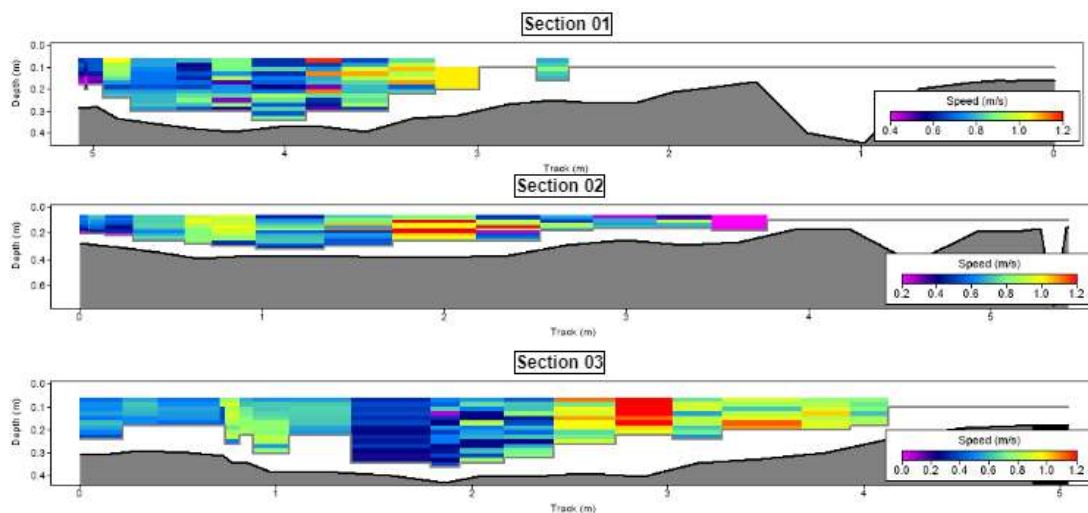 Section 01
0.0
0.1
0.2
0.3
0.4
Depth (m)
Speed (m/s)
0.4 0.6 0.8 1.0 1.2
5 4 3 2 1 0
Track (m)
Section 02
0.0
0.2
0.4
0.6
Depth (m)
Speed (m/s)
0.2 0.4 0.6 0.8 1.0 1.2
0 1 2 3 4 5
Track (m)
Section 03
0.0
0.1
0.2
0.3
0.4
Depth (m)
Speed (m/s)
0.0 0.2 0.4 0.6 0.8 1.0 1.2
0 1 2 3 4 5
Track (m)